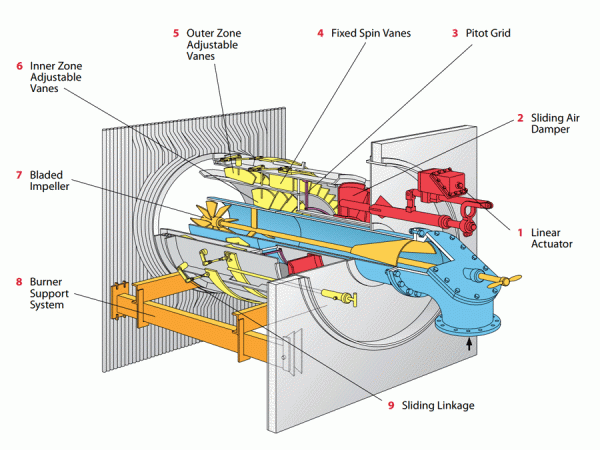 5 Outer Zone
Adjustable
Vanes
4 Fixed Spin Vanes
3 Pitot Grid
6 Inner Zone
Adjustable
Vanes
2 Sliding Air
Damper
7 Bladed
Impeller
1 Linear
Actuator
8 Burner
Support
System
9 Sliding Linkage